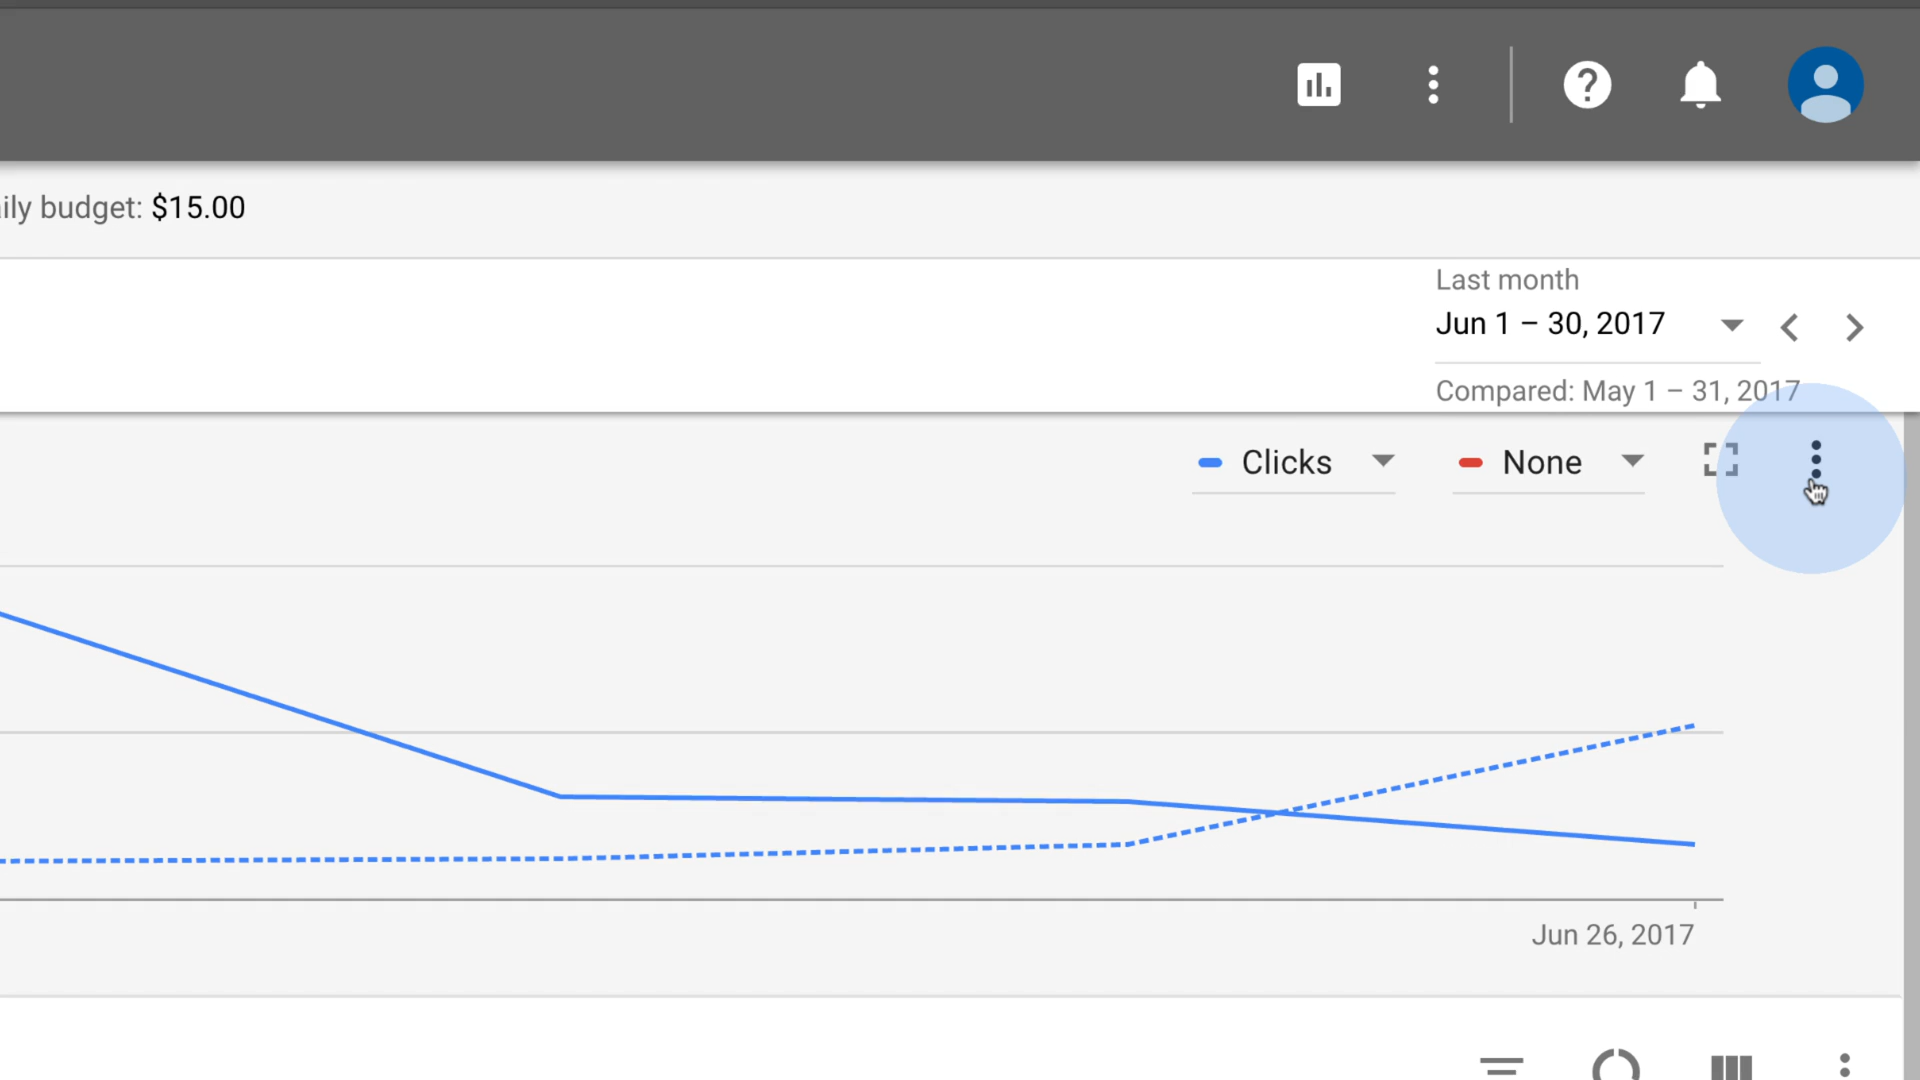 ily budget: $15.00
Last month
Jun 1 – 30, 2017
Compared: May 1 – 31, 2017
Clicks
None
Jun 26, 2017